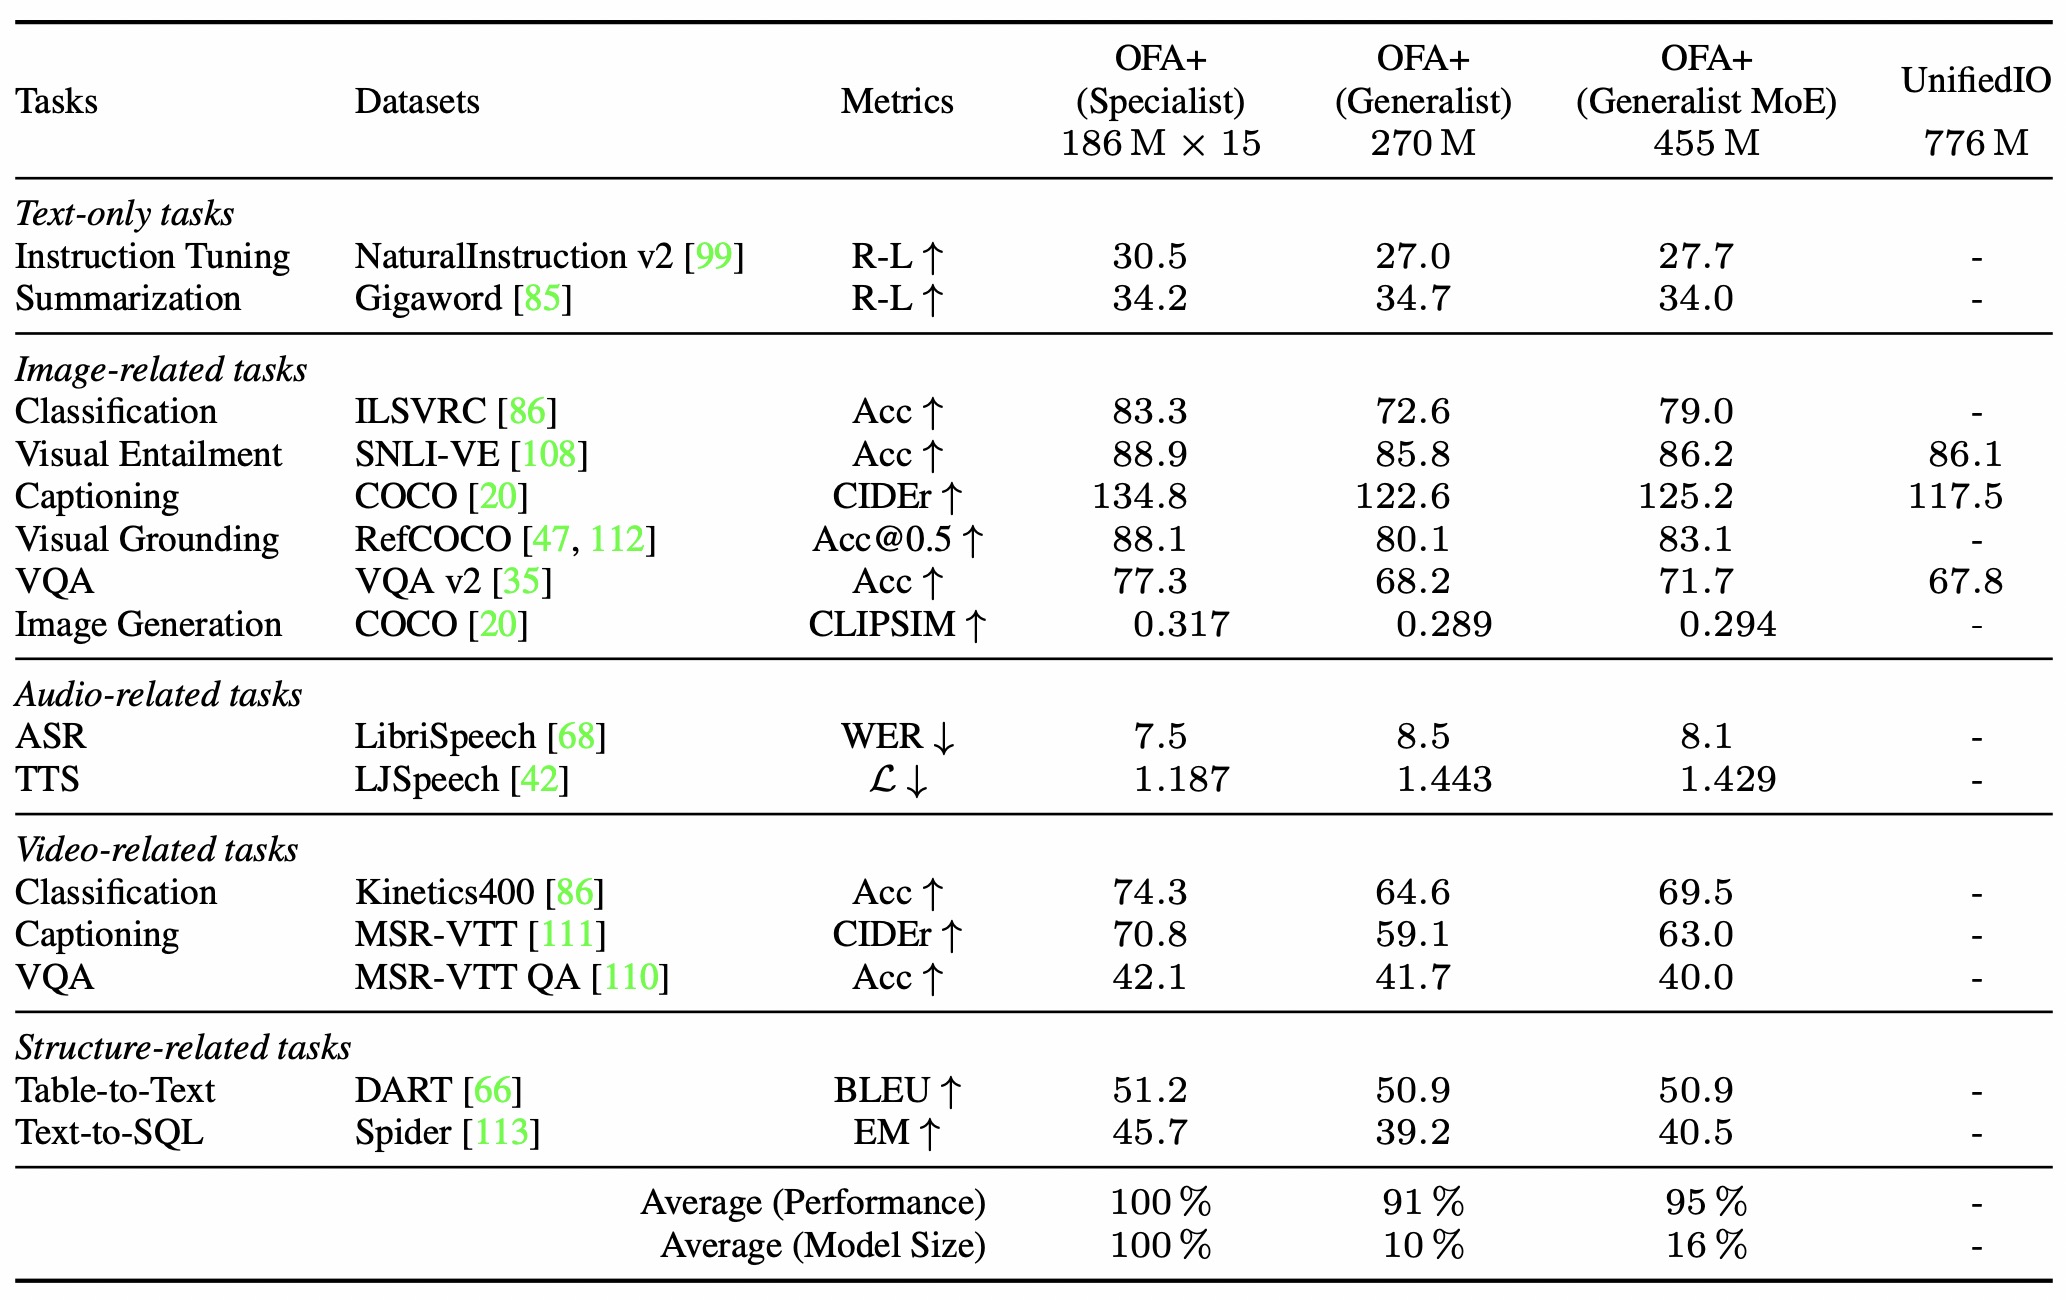 Tasks Datasets Metrics OFA+ (Specialist) 186 M × 15 OFA+ (Generalist) 270 M OFA+ (Generalist MoE) 455 M UnifiedIO 776 M
Text-only tasks
Instruction Tuning NaturalInstruction v2 [99] R-L ↑ 30.5 27.0 27.7 -
Summarization Gigaword [85] R-L ↑ 34.2 34.7 34.0 -
Image-related tasks
Classification ILSVRC [86] Acc ↑ 83.3 72.6 79.0 -
Visual Entailment SNLI-VE [108] Acc ↑ 88.9 85.8 86.2 86.1
Captioning COCO [20] CIDEr ↑ 134.8 122.6 125.2 117.5
Visual Grounding RefCOCO [47, 112] Acc@0.5 ↑ 88.1 80.1 83.1 -
VQA VQA v2 [35] Acc ↑ 77.3 68.2 71.7 67.8
Image Generation COCO [20] CLIPSIM ↑ 0.317 0.289 0.294 -
Audio-related tasks
ASR LibriSpeech [68] WER ↓ 7.5 8.5 8.1 -
TTS LJSpeech [42] ℒ ↓ 1.187 1.443 1.429 -
Video-related tasks
Classification Kinetics400 [86] Acc ↑ 74.3 64.6 69.5 -
Captioning MSR-VTT [111] CIDEr ↑ 70.8 59.1 63.0 -
VQA MSR-VTT QA [110] Acc ↑ 42.1 41.7 40.0 -
Structure-related tasks
Table-to-Text DART [66] BLEU ↑ 51.2 50.9 50.9 -
Text-to-SQL Spider [113] EM ↑ 45.7 39.2 40.5 -
Average (Performance) 100 % 91 % 95 % -
Average (Model Size) 100 % 10 % 16 % -